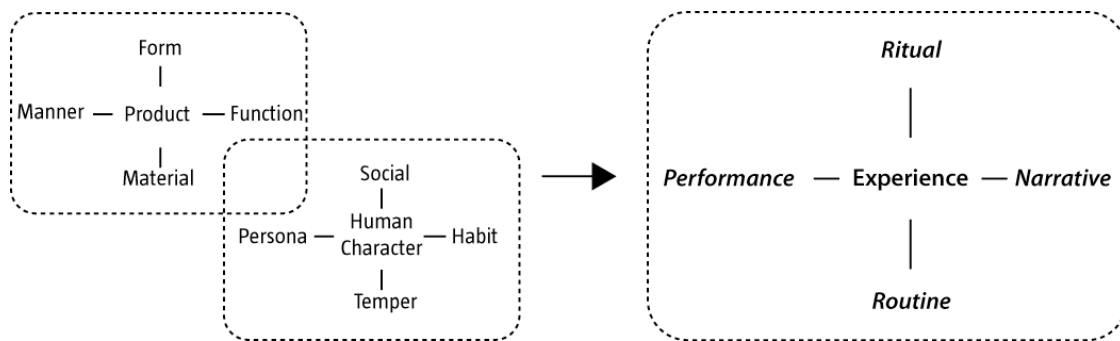 Form
Manner — Product — Function
Material
Social
Persona — Human Character — Habit
Temper
Ritual
Performance — Experience — Narrative
Routine